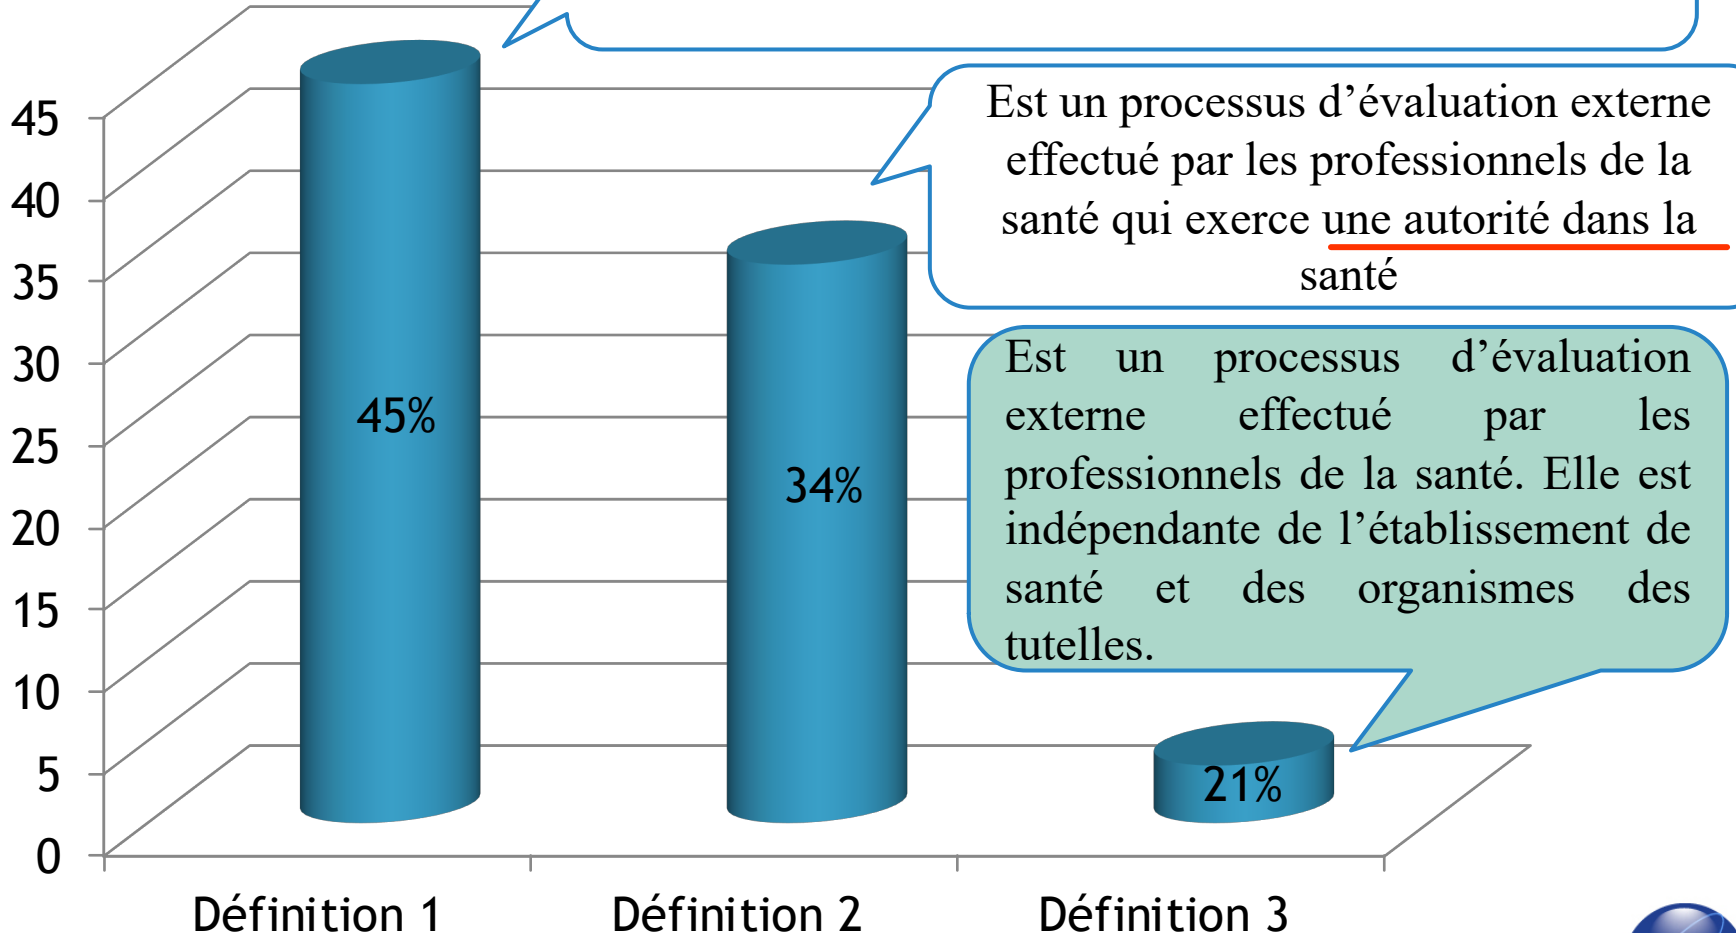 Est un processus d’évaluation externe
effectué par les professionnels de la
santé qui exerce une autorité dans la
santé
Est un processus d’évaluation
externe effectué par les
professionnels de la santé. Elle est
indépendante de l’établissement de
santé et des organismes des
tutelles.
45
40
35
30
25
20
15
10
5
0
45%
34%
21%
Définition 1
Définition 2
Définition 3